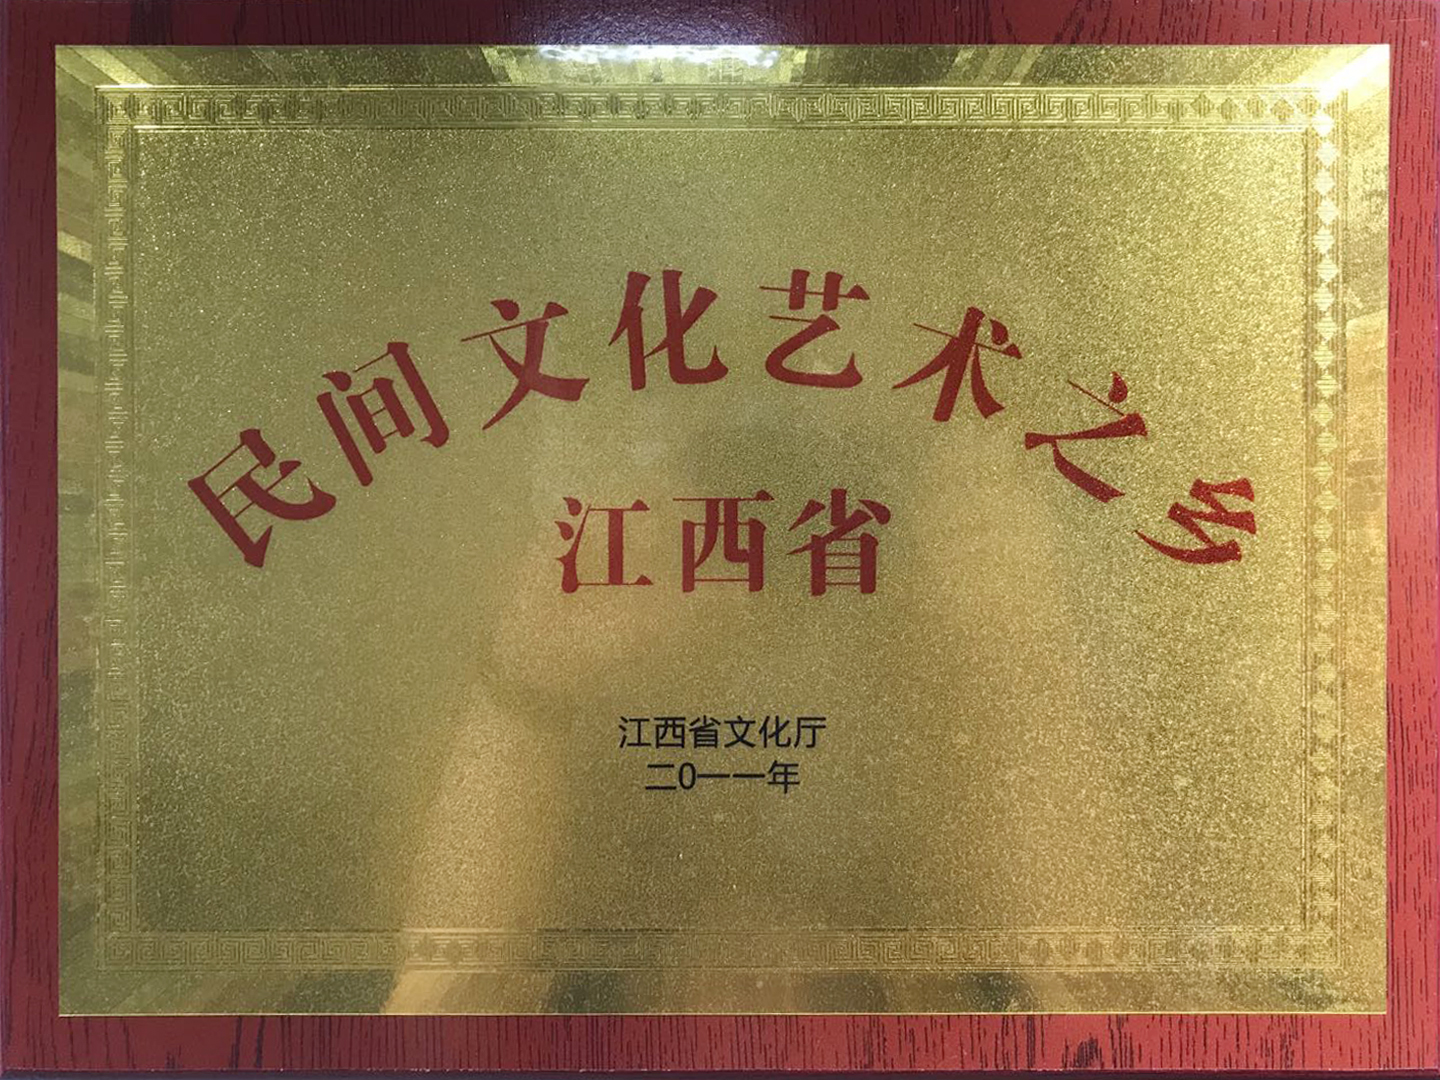 民间文化艺术之乡
江西省
江西省文化厅
二0一一年